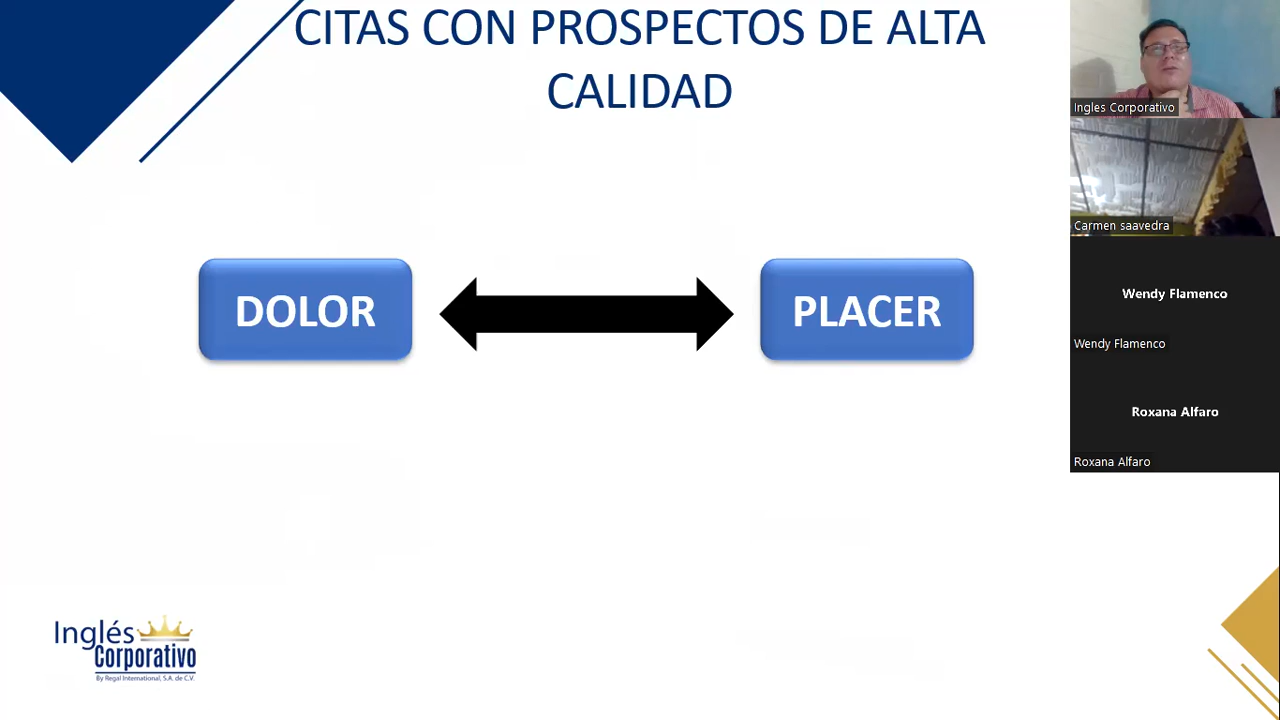 CITAS CON PROSPECTOS DE ALTA
CALIDAD
DOLOR
PLACER
Inglés
Corporativo
By Regal International, S.A. de C.V.
Ingles Corporativo
Carmen saavedra
Wendy Flamenco
Wendy Flamenco
Roxana Alfaro
Roxana Alfaro